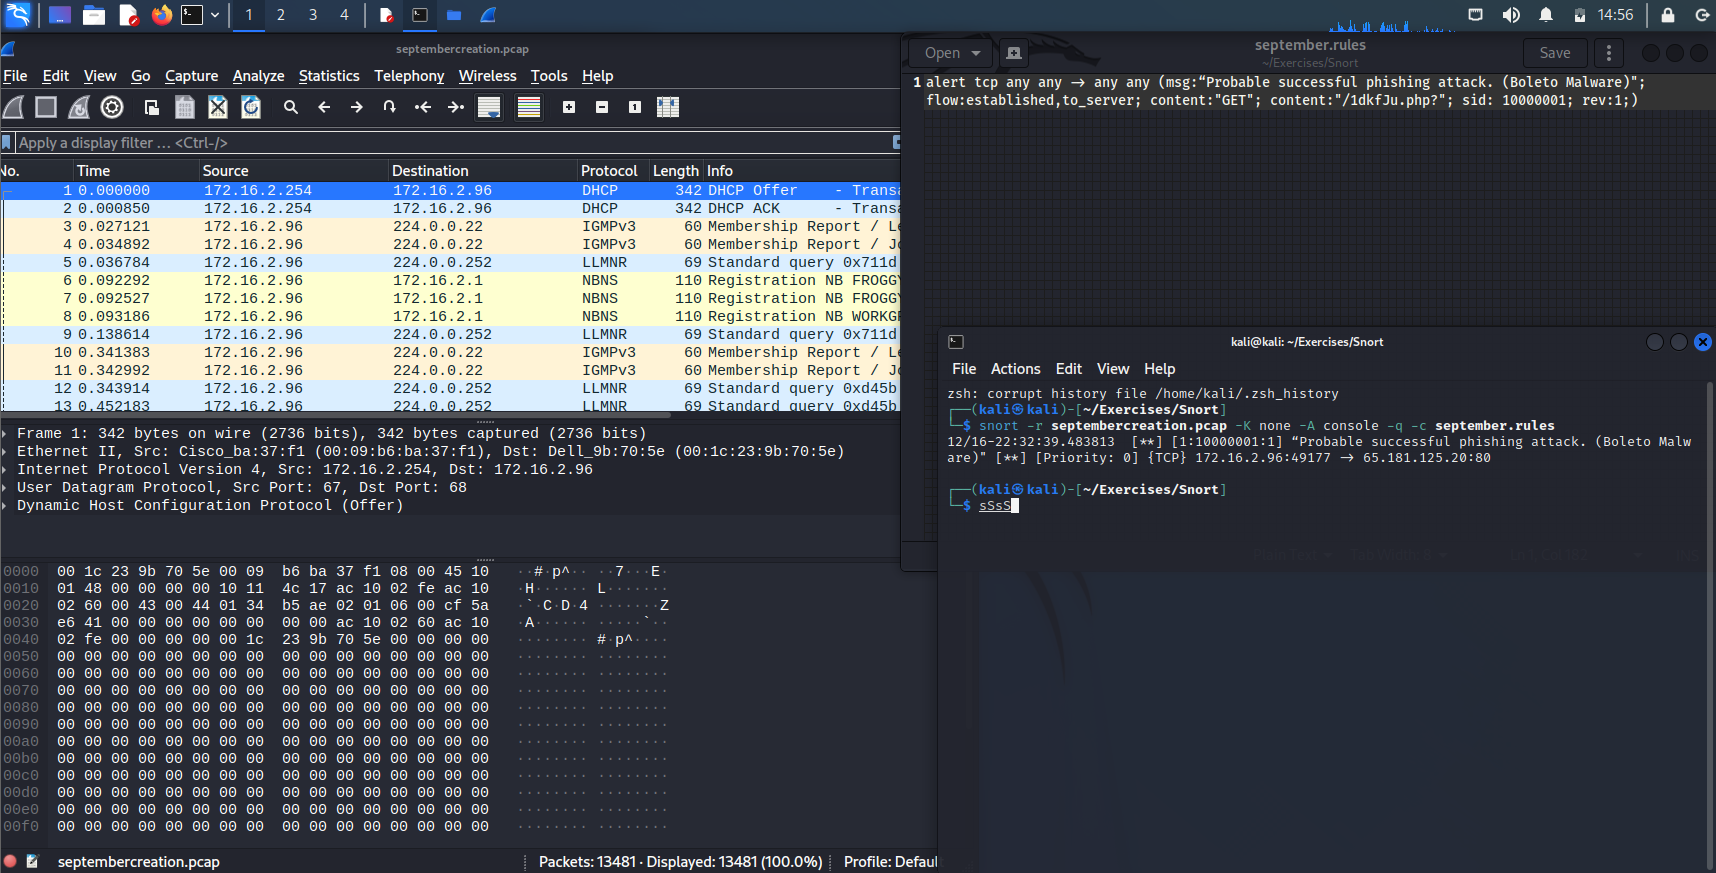 1 2 3 4 14:56
septembercreation.pcap
File Edit View Go Capture Analyze Statistics Telephony Wireless Tools Help
Apply a display filter … <Ctrl-/>
No. Time Source Destination Protocol Length Info
1 0.000000 172.16.2.254 172.16.2.96 DHCP 342 DHCP Offer - Transa
2 0.000850 172.16.2.254 172.16.2.96 DHCP 342 DHCP ACK - Transa
3 0.027121 172.16.2.96 224.0.0.22 IGMPv3 60 Membership Report / Le
4 0.034892 172.16.2.96 224.0.0.22 IGMPv3 60 Membership Report / Jo
5 0.036784 172.16.2.96 224.0.0.252 LLMNR 69 Standard query 0x711d
6 0.092292 172.16.2.96 172.16.2.1 NBNS 110 Registration NB FROGGY
7 0.092527 172.16.2.96 172.16.2.1 NBNS 110 Registration NB FROGGY
8 0.093186 172.16.2.96 172.16.2.1 NBNS 110 Registration NB WORKGR
9 0.138614 172.16.2.96 224.0.0.252 LLMNR 69 Standard query 0x711d
10 0.341383 172.16.2.96 224.0.0.22 IGMPv3 60 Membership Report / Le
11 0.342992 172.16.2.96 224.0.0.22 IGMPv3 60 Membership Report / Jo
12 0.343914 172.16.2.96 224.0.0.252 LLMNR 69 Standard query 0xd45b
13 0.452183 172.16.2.96 224.0.0.252 LLMNR 69 Standard query 0xd45b
Frame 1: 342 bytes on wire (2736 bits), 342 bytes captured (2736 bits)
Ethernet II, Src: Cisco_ba:37:f1 (00:09:b6:ba:37:f1), Dst: Dell_9b:70:5e (00:1c:23:9b:70:5e)
Internet Protocol Version 4, Src: 172.16.2.254, Dst: 172.16.2.96
User Datagram Protocol, Src Port: 67, Dst Port: 68
Dynamic Host Configuration Protocol (Offer)
0000 00 1c 23 9b 70 5e 00 09 b6 ba 37 f1 08 00 45 10 ··#·p^·· ··7···E·
0010 01 48 00 00 00 00 10 11 4c 17 ac 10 02 fe ac 10 ·H······ L·······
0020 02 60 00 43 00 44 01 34 b5 ae 02 01 06 00 cf 5a ·`·C·D·4 ·······Z
0030 e6 41 00 00 00 00 00 00 00 00 ac 10 02 60 ac 10 ·A······ ·····`··
0040 02 fe 00 00 00 00 00 1c 23 9b 70 5e 00 00 00 00 ········ #·p^····
0050 00 00 00 00 00 00 00 00 00 00 00 00 00 00 00 00 ········ ········
0060 00 00 00 00 00 00 00 00 00 00 00 00 00 00 00 00 ········ ········
0070 00 00 00 00 00 00 00 00 00 00 00 00 00 00 00 00 ········ ········
0080 00 00 00 00 00 00 00 00 00 00 00 00 00 00 00 00 ········ ········
0090 00 00 00 00 00 00 00 00 00 00 00 00 00 00 00 00 ········ ········
00a0 00 00 00 00 00 00 00 00 00 00 00 00 00 00 00 00 ········ ········
00b0 00 00 00 00 00 00 00 00 00 00 00 00 00 00 00 00 ········ ········
00c0 00 00 00 00 00 00 00 00 00 00 00 00 00 00 00 00 ········ ········
00d0 00 00 00 00 00 00 00 00 00 00 00 00 00 00 00 00 ········ ········
00e0 00 00 00 00 00 00 00 00 00 00 00 00 00 00 00 00 ········ ········
00f0 00 00 00 00 00 00 00 00 00 00 00 00 00 00 00 00 ········ ········
septembercreation.pcap Packets: 13481 · Displayed: 13481 (100.0%) Profile: Default
Open september.rules Save
~/Exercises/Snort
1 alert tcp any any -> any any (msg:“Probable successful phishing attack. (Boleto Malware)";
flow:established,to_server; content:"GET"; content:"/1dkfJu.php?"; sid: 10000001; rev:1;)
kali@kali: ~/Exercises/Snort
File Actions Edit View Help
zsh: corrupt history file /home/kali/.zsh_history
┌──(kali㉿kali)-[~/Exercises/Snort]
└─$ snort -r septembercreation.pcap -K none -A console -q -c september.rules
12/16-22:32:39.483813 [**] [1:10000001:1] “Probable successful phishing attack. (Boleto Malw
are)" [**] [Priority: 0] {TCP} 172.16.2.96:49177 -> 65.181.125.20:80
┌──(kali㉿kali)-[~/Exercises/Snort]
└─$ sSsS